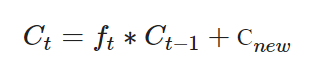 C_t = f_t * C_{t-1} + C_{new}